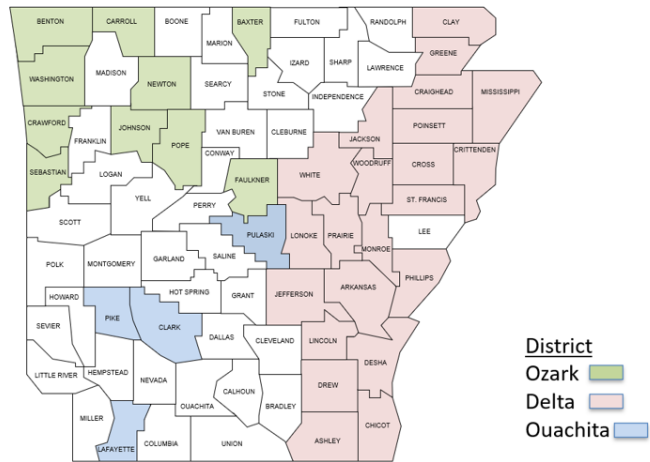 BENTON
CARROLL
BOONE
BAXTER
FULTON
RANDOLPH
CLAY
MARION
GREENE
IZARD
SHARP
LAWRENCE
WASHINGTON
MADISON
NEWTON
SEARCY
STONE
INDEPENDENCE
CRAIGHEAD
MISSISSIPPI
CRAWFORD
FRANKLIN
JOHNSON
POPE
VAN BUREN
CLEBURNE
JACKSON
POINSETT
CONWAY
WOODRUFF
CROSS
CRITTENDEN
SEBASTIAN
LOGAN
FAULKNER
WHITE
YELL
PERRY
ST. FRANCIS
SCOTT
PULASKI
LONOKE
PRAIRIE
MONROE
LEE
POLK
MONTGOMERY
GARLAND
SALINE
PHILLIPS
HOWARD
HOT SPRING
GRANT
JEFFERSON
ARKANSAS
SEVIER
PIKE
CLARK
DALLAS
CLEVELAND
LINCOLN
DESHA
LITTLE RIVER
HEMPSTEAD
NEVADA
OUACHITA
CALHOUN
BRADLEY
DREW
MILLER
LAFAYETTE
COLUMBIA
UNION
ASHLEY
CHICOT
District
Ozark
Delta
Ouachita